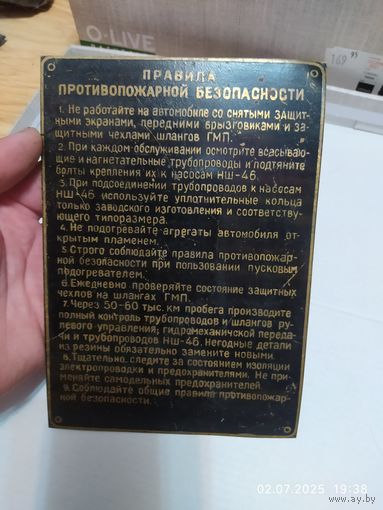 O·LIVE
169 95
ПРАВИЛА
ПРОТИВОПОЖАРНОЙ БЕЗОПАСНОСТИ
1. Не работайте на автомобиле со снятыми защит-
ными экранами, передними брызговиками и за-
щитными чехлами шлангов ГМП.
2. При каждом обслуживании осмотрите всасываю-
щие и нагнетательные трубопроводы и подтяните
болты крепления их к насосам НШ-46.
3. При подсоединении трубопроводов к насосам
НШ-46 используйте уплотнительные кольца
только заводского изготовления и соответству-
ющего типоразмера.
4. Не подогревайте агрегаты автомобиля от-
крытым пламенем.
5. Строго соблюдайте правила противопожар-
ной безопасности при пользовании пусковым
подогревателем.
6. Ежедневно проверяйте состояние защитных
чехлов на шлангах ГМП.
7. Через 50-60 тыс. км пробега производите
полный контроль трубопроводов и шлангов ру-
левого управления, гидромеханической переда-
чи и трубопроводов НШ-46. Негодные детали
из резины обязательно замените новыми.
8. Тщательно следите за состоянием изоляции
электропроводки и предохранителями. Не при-
меняйте самодельных предохранителей.
9. Соблюдайте общие правила противопожар-
ной безопасности.
02.07.2025 19:38
www.ay.by